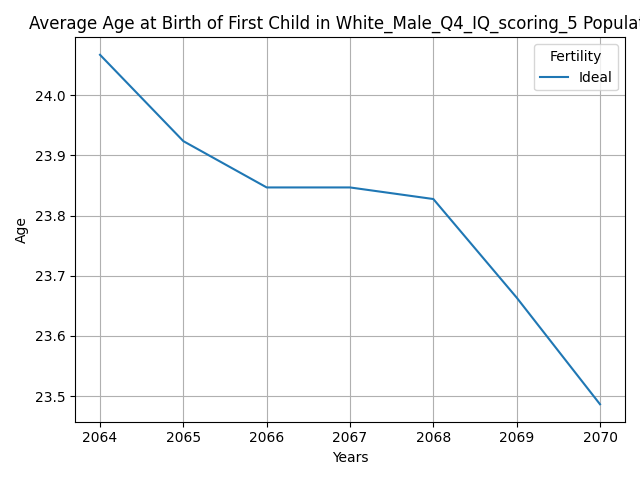 Average Age at Birth of First Child in White_Male_Q4_IQ_scoring_5 Populat
Fertility
Ideal
24.0
23.9
23.8
23.7
23.6
23.5
Age
2064 2065 2066 2067 2068 2069 2070
Years